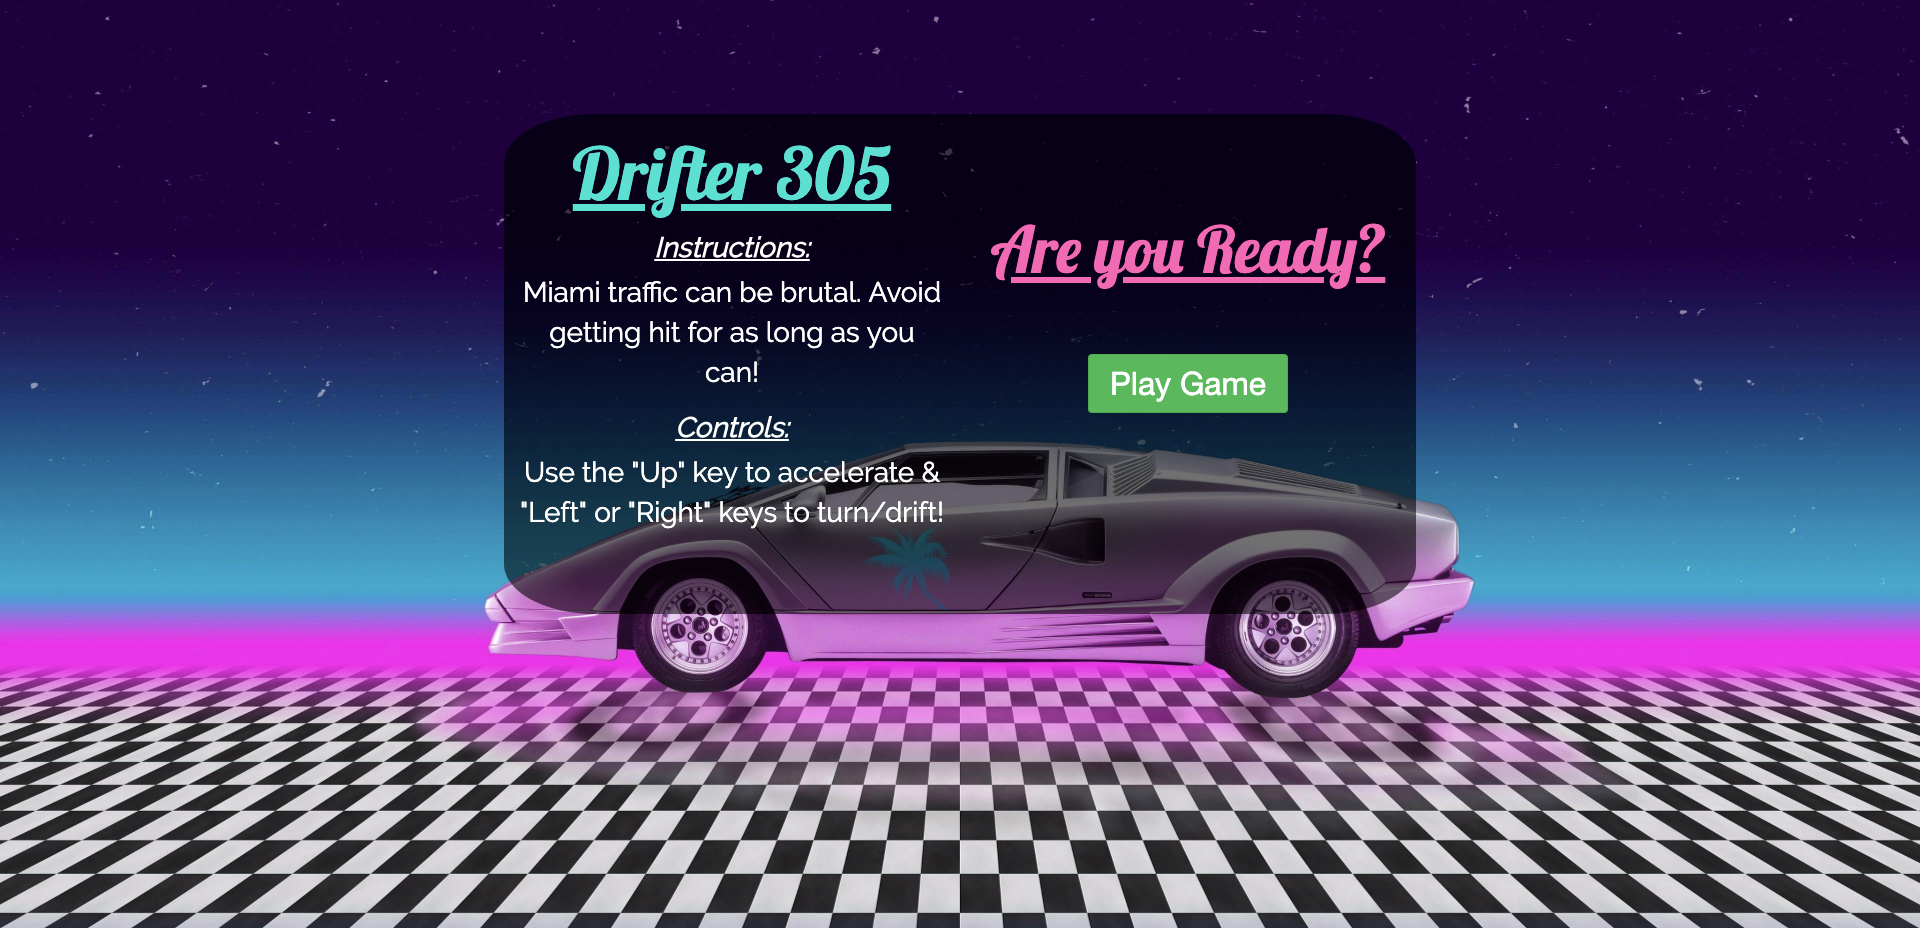 Drifter 305
Instructions:
Miami traffic can be brutal. Avoid
getting hit for as long as you
can!
Controls:
Use the "Up" key to accelerate &
"Left" or "Right" keys to turn/drift!
Are you Ready?
Play Game